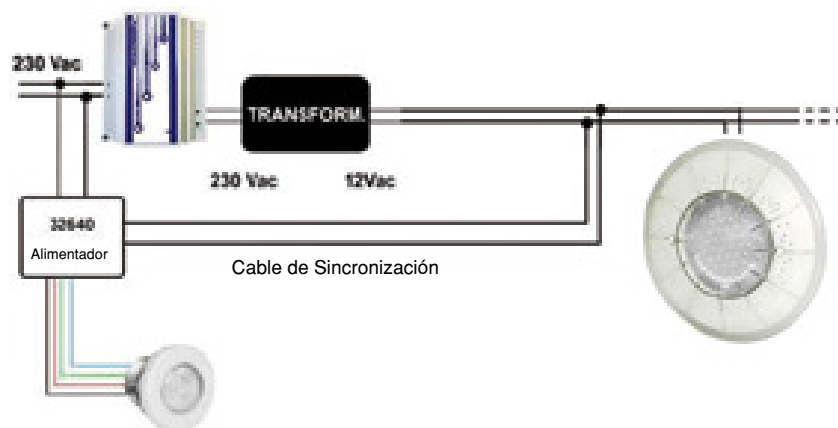 230 Vac
TRANSFORM.
230 Vac
12Vac
32640
Alimentador
Cable de Sincronización